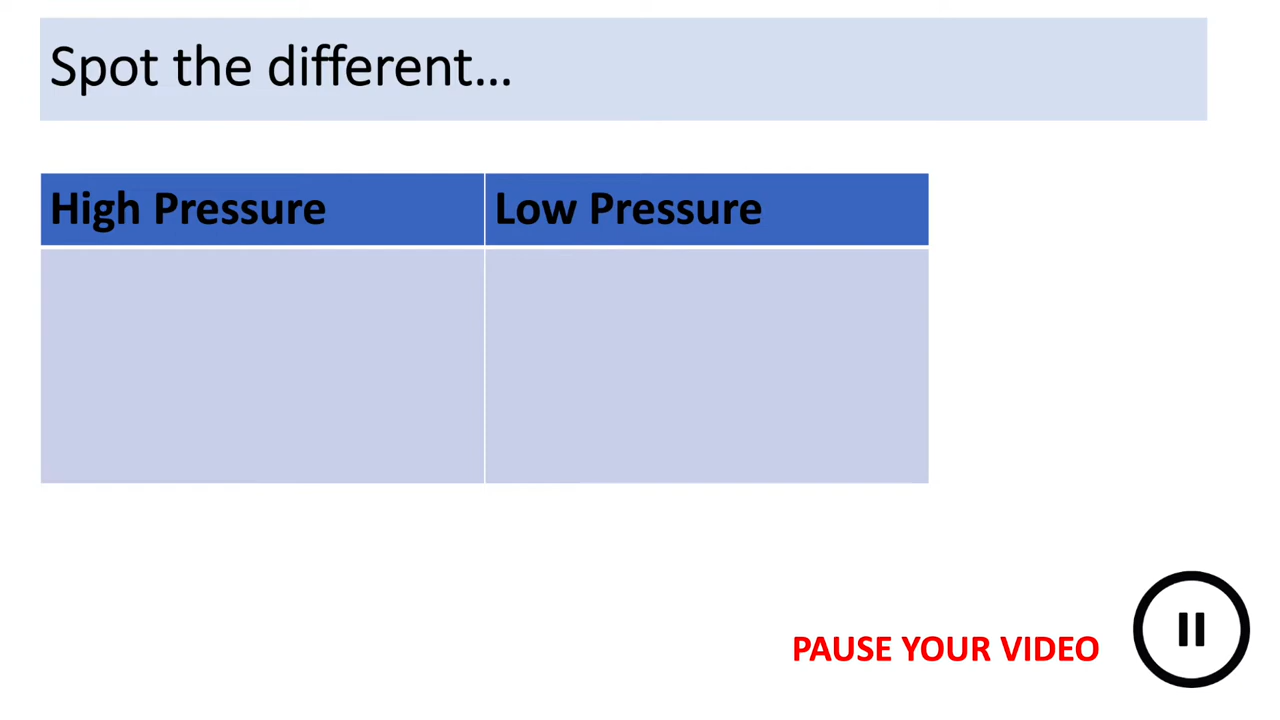 Spot the different...
High Pressure
Low Pressure
PAUSE YOUR VIDEO